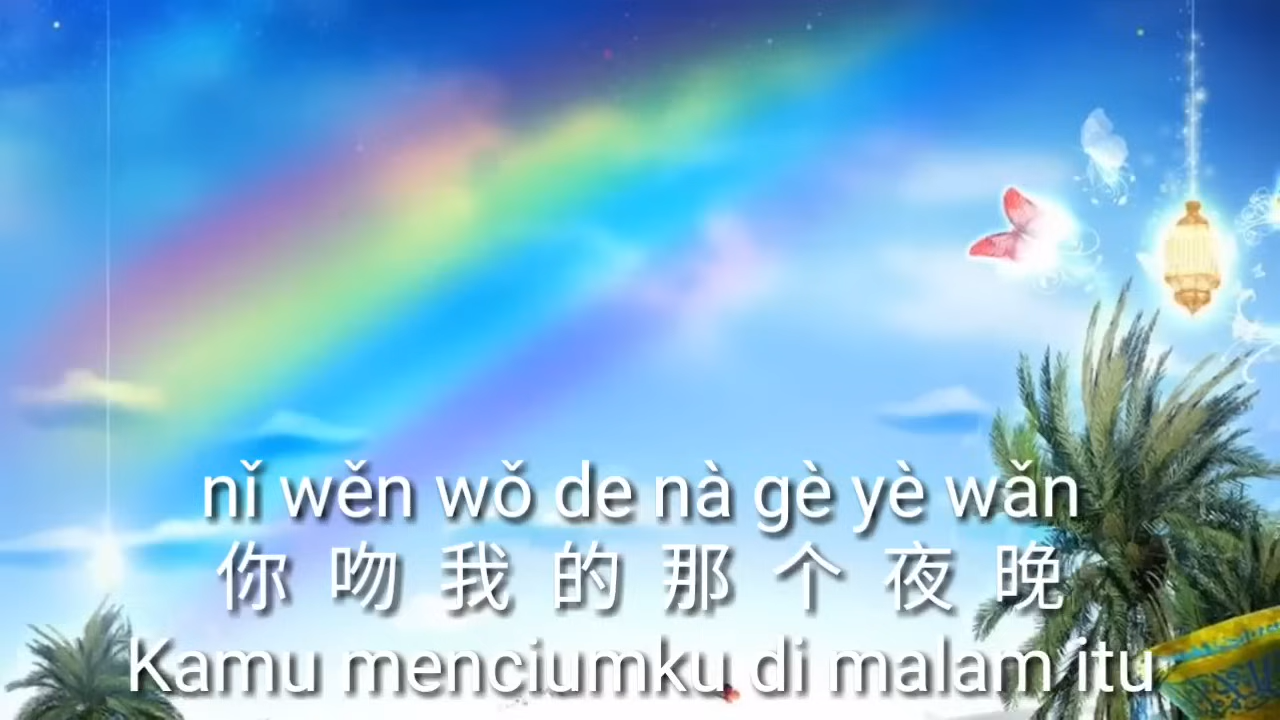 nǐ wěn wǒ de nà gè yè wǎn
你 吻 我 的 那 个 夜 晚
Kamu menciumku di malam itu